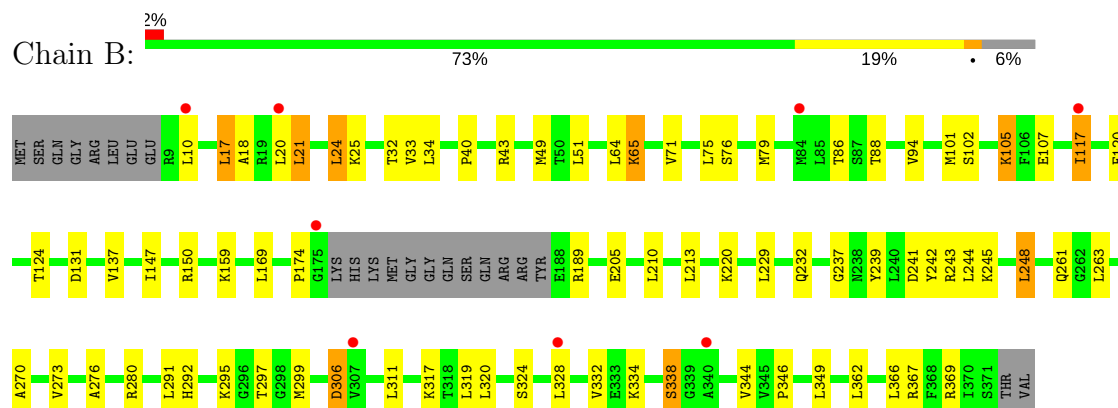 2%
Chain B:
73% 19% • 6%
MET SER GLN GLY ARG LEU GLU GLU R9 L10 L17 A18 R19 L20 L21 L24 K25 T32 V33 L34 P40 R43 M49 T50 L51 L64 K65 V71 L75 S76 M79 M84 L85 T86 S87 T88 V94 M101 S102 K105 F106 E107 I117
T124 D131 V137 I147 R150 K159 L169 P174 G175 LYS HIS LYS MET GLY GLY GLN SER GLN ARG ARG TYR E188 R189 E205 L210 L213 K220 L229 Q232 G237 N238 Y239 L240 D241 Y242 R243 L244 K245 L248 Q261 G262 L263
A270 V273 A276 R280 L291 H292 K295 G296 T297 G298 M299 D306 V307 L311 K317 T318 L319 L320 S324 L328 V332 E333 K334 S338 G339 A340 V344 V345 P346 L349 L362 L366 R367 F368 R369 I370 S371 THR VAL